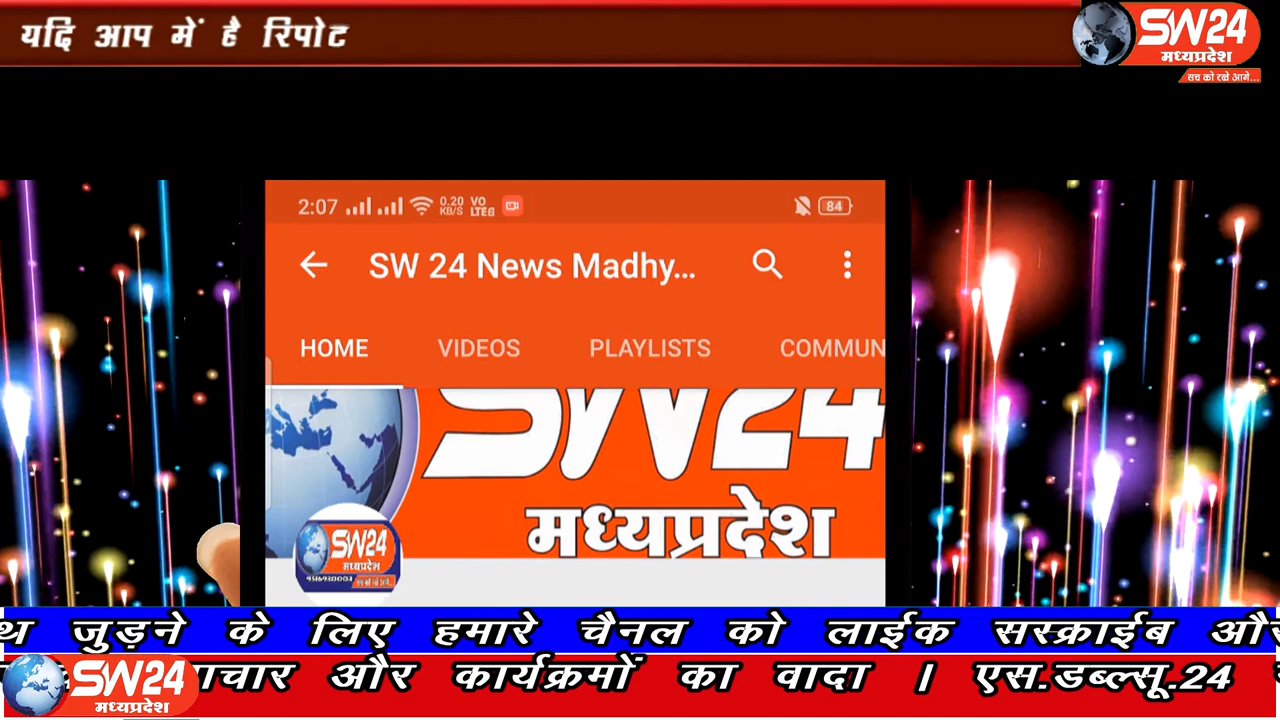 यदि आप में है रिपोट
SW24
मध्यप्रदेश
सच को रखे आगे...
2:07 0.20 KB/S VO LTE 84
SW 24 News Madhy...
HOME VIDEOS PLAYLISTS COMMUN
SW24
मध्यप्रदेश
SW24
मध्यप्रदेश
थ जुड़ने के लिए हमारे चैनल को लाईक सस्क्राईब औ
ाचार और कार्यक्रमों का वादा । एस.डब्ल्सू.24
SW24
मध्यप्रदेश